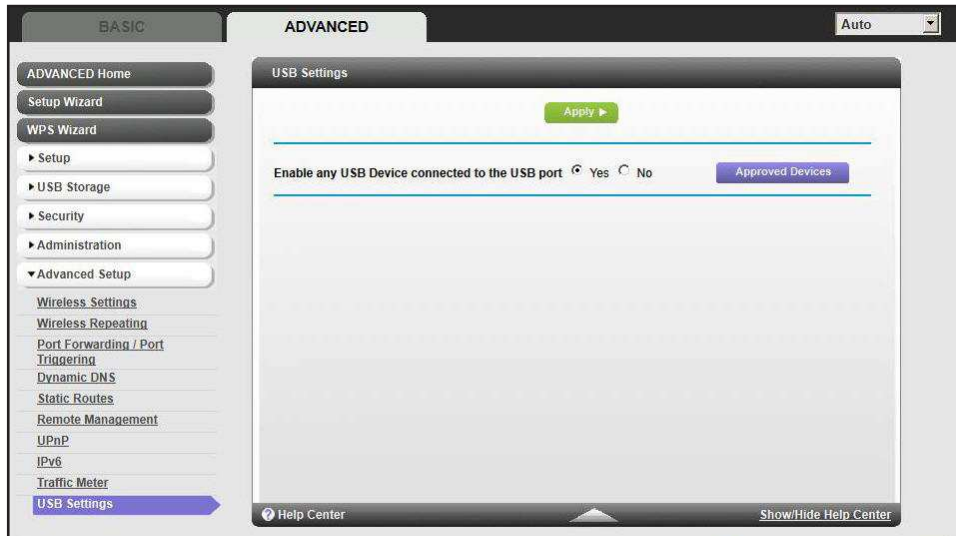 BASIC
ADVANCED
Auto
ADVANCED Home
Setup Wizard
WPS Wizard
Setup
USB Storage
Security
Administration
Advanced Setup
Wireless Settings
Wireless Repeating
Port Forwarding / Port
Triggering
Dynamic DNS
Static Routes
Remote Management
UPnP
IPv6
Traffic Meter
USB Settings
USB Settings
Apply
Enable any USB Device connected to the USB port Yes No Approved Devices
Help Center Show/Hide Help Center